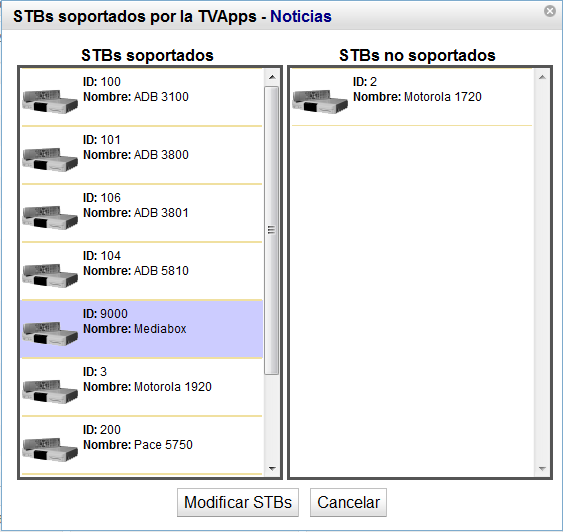 STBs soportados por la TVApps - Noticias
STBs soportados
ID: 100
Nombre: ADB 3100
ID: 101
Nombre: ADB 3800
ID: 106
Nombre: ADB 3801
ID: 104
Nombre: ADB 5810
ID: 9000
Nombre: Mediabox
ID: 3
Nombre: Motorola 1920
ID: 200
Nombre: Pace 5750
STBs no soportados
ID: 2
Nombre: Motorola 1720
Modificar STBs
Cancelar